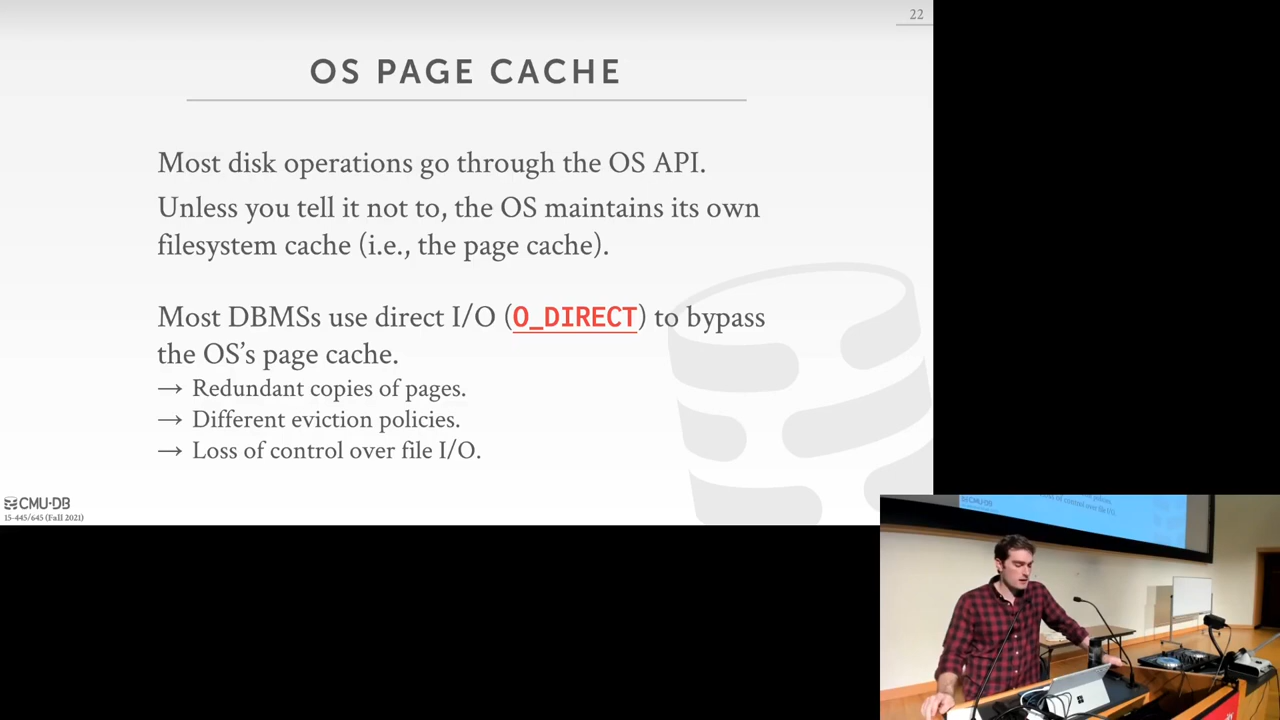 22
OS PAGE CACHE
Most disk operations go through the OS API.
Unless you tell it not to, the OS maintains its own
filesystem cache (i.e., the page cache).
Most DBMSs use direct I/O (O_DIRECT) to bypass
the OS’s page cache.
→ Redundant copies of pages.
→ Different eviction policies.
→ Loss of control over file I/O.
CMU·DB
15-445/645 (Fall 2021)